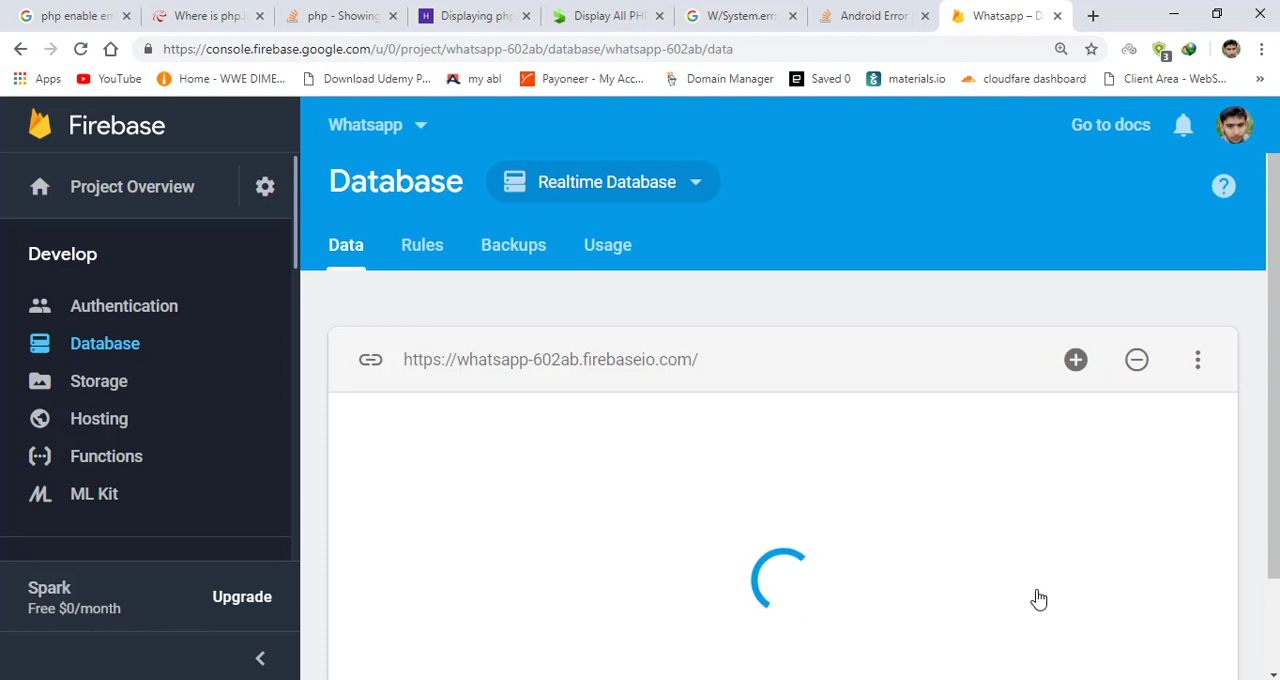 php enable er
Where is php.i
php - Showing
Displaying php
Display All PHP
W/System.err
Android Error
Whatsapp – D
https://console.firebase.google.com/u/0/project/whatsapp-602ab/database/whatsapp-602ab/data
Apps
YouTube
Home - WWE DIME...
Download Udemy P...
my abl
Payoneer - My Acc...
Domain Manager
Saved 0
materials.io
cloudfare dashboard
Client Area - WebS...
»
3
Firebase
Whatsapp
Go to docs
Project Overview
Database
Realtime Database
?
Data
Rules
Backups
Usage
Develop
Authentication
Database
Storage
Hosting
Functions
ML Kit
https://whatsapp-602ab.firebaseio.com/
Spark
Free $0/month
Upgrade